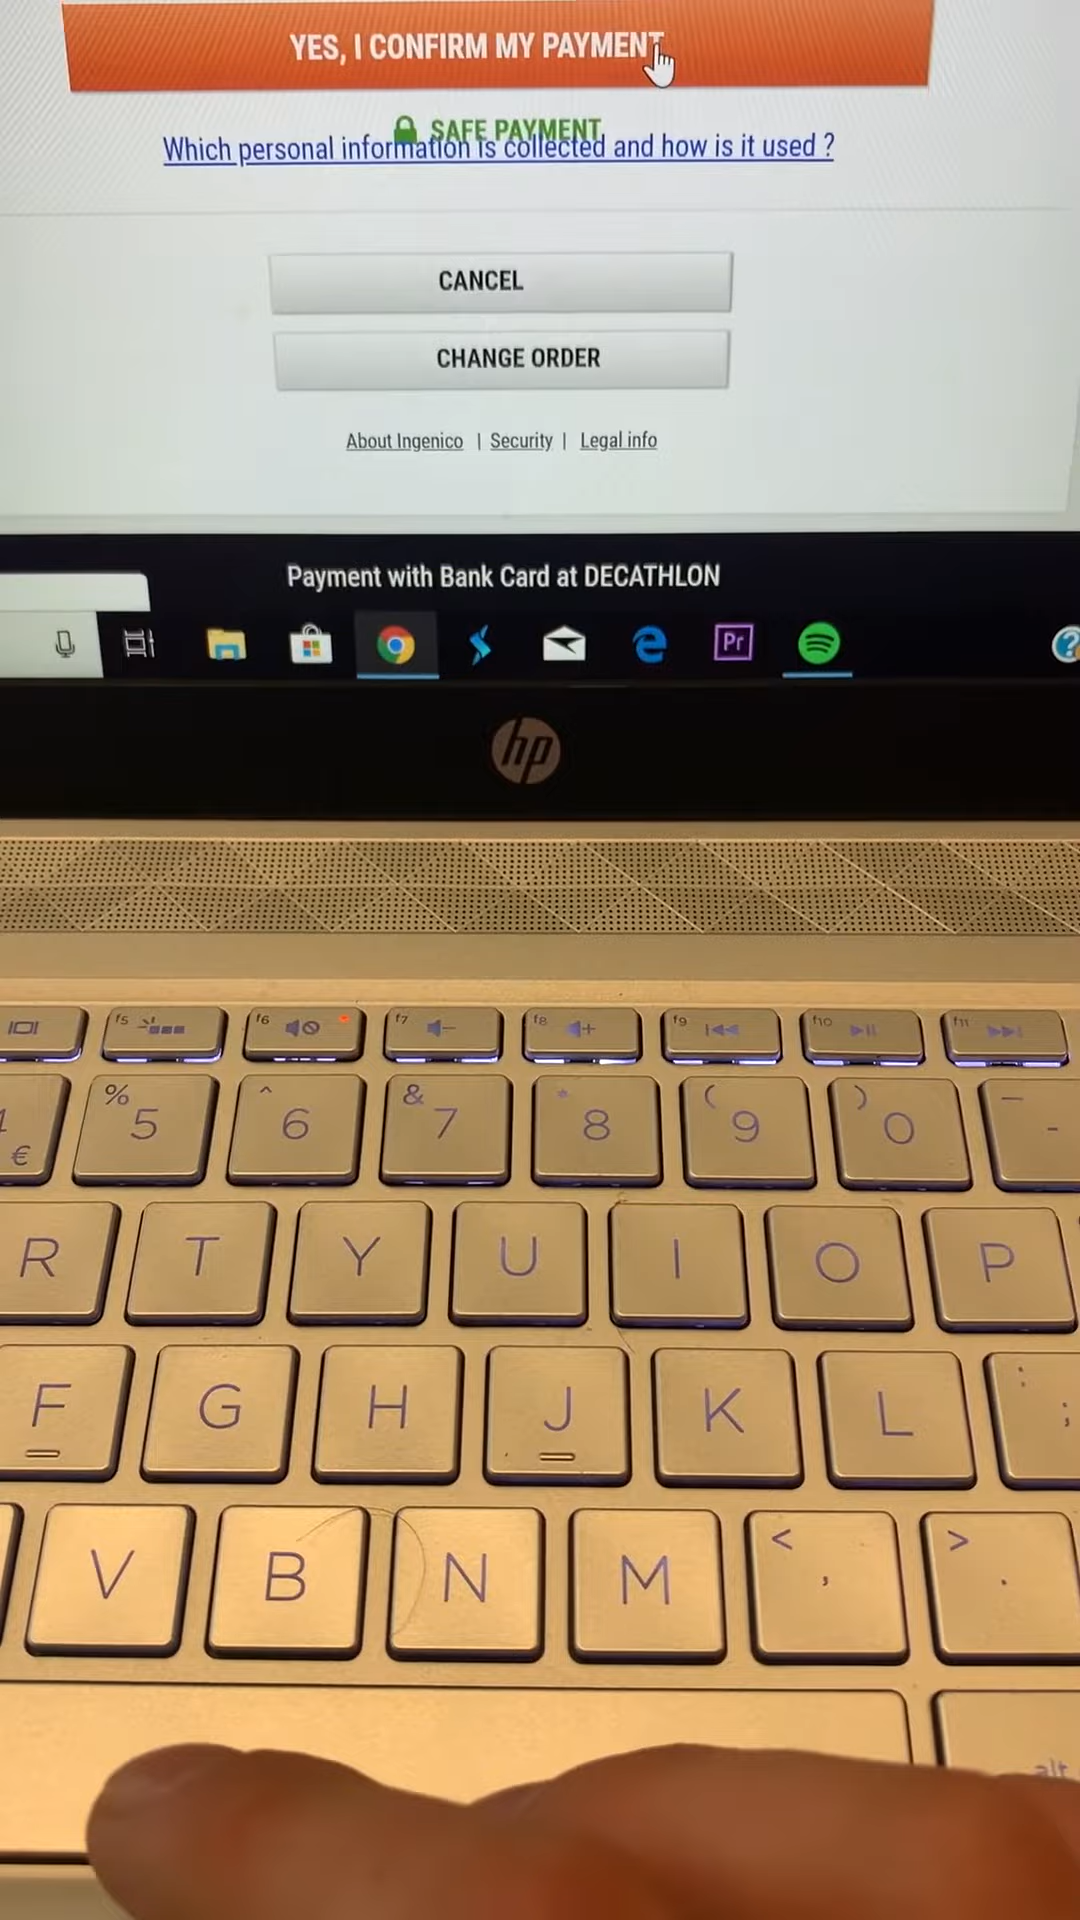 YES, I CONFIRM MY PAYMENT
SAFE PAYMENT
Which personal information is collected and how is it used ?
CANCEL
CHANGE ORDER
About Ingenico | Security | Legal info
Payment with Bank Card at DECATHLON
Pr
?
hp
f5 f6 f7 f8 f9 f10 f11
% ^ & * ( ) _
5 6 7 8 9 0 -
€
R T Y U I O P
F G H J K L : ;
V B N M < , > .
alt